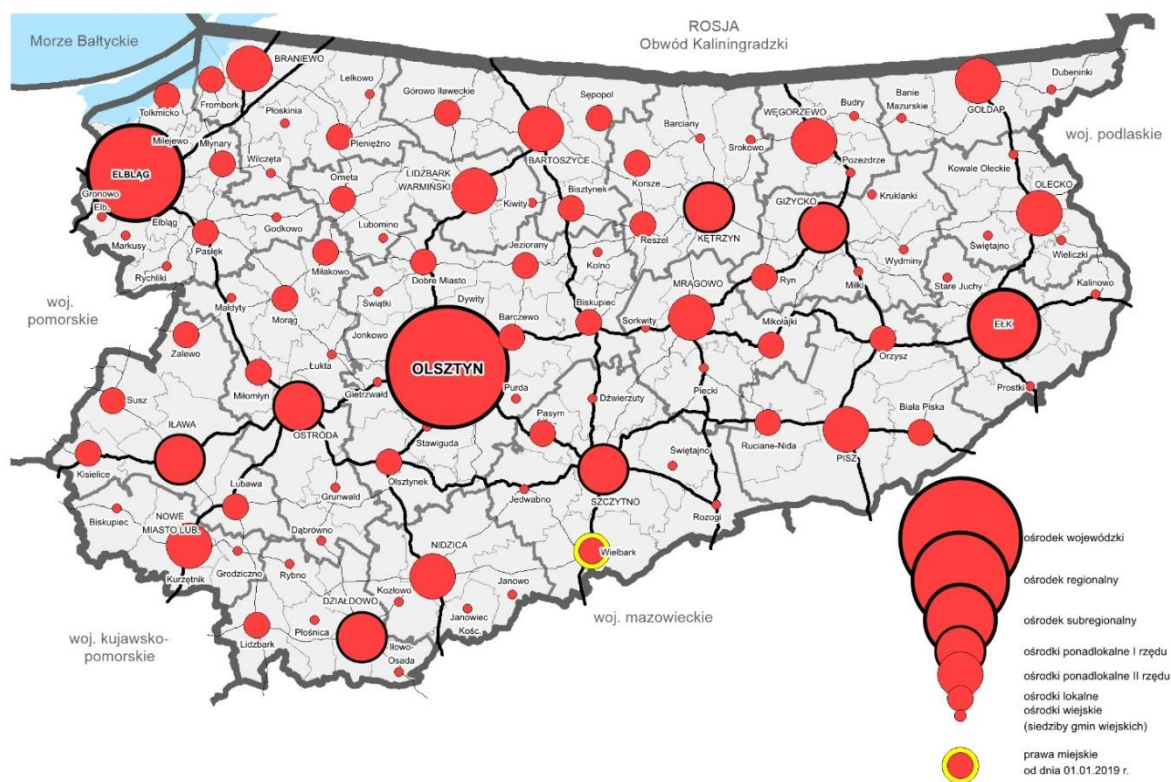 ROSJA
Obwód Kaliningradzki
Morze Bałtyckie
BRANIEWO
Lelkowo
Tolkmicko
Frombork
Płoskinia
Górowo Iławeckie
Sępopol
Barciany
WĘGORZEWO
Budry
Banie
Mazurskie
GOŁDAP
Dubeninki
woj. podlaskie
Milejewo
Młynary
Pieniężno
BARTOSZYCE
Srokowo
Pozezdrze
ELBLĄG
Wilczęta
Orneta
LIDZBARK
WARMIŃSKI
Bisztynek
Korsze
Kowale Oleckie
OLECKO
Gronowo
Elb.
Elbląg
Godkowo
Kiwity
KĘTRZYN
GIŻYCKO
Kruklanki
Markusy
Pasłęk
Lubomino
Jeziorany
Reszel
Świętajno
Wieliczki
Rychliki
Miłakowo
Dobre Miasto
Kolno
Wydminy
Stare Juchy
Kalinowo
Świątki
MRĄGOWO
Ryn
Miłki
woj.
pomorskie
Małdyty
Morąg
Dywity
Biskupiec
Jonkowo
Barczewo
Sorkwity
Mikołajki
EŁK
Zalewo
Łukta
OLSZTYN
Orzysz
Miłomłyn
Gietrzwałd
Purda
Dźwierzuty
Piecki
Prostki
Susz
IŁAWA
OSTRÓDA
Pasym
Biała Piska
Kisielice
Stawiguda
Świętajno
Ruciane-Nida
PISZ
Olsztynek
SZCZYTNO
Lubawa
Grunwald
Jedwabno
Rozogi
Biskupiec
NOWE
MIASTO LUB.
Dąbrówno
NIDZICA
Wielbark
Kurzętnik
Grodziczno
Rybno
Kozłowo
Janowo
DZIAŁDOWO
Janowiec
Kośc.
woj. mazowieckie
woj. kujawsko-
pomorskie
Lidzbark
Płośnica
Iłowo-
Osada
ośrodek wojewódzki
ośrodek regionalny
ośrodek subregionalny
ośrodki ponadlokalne I rzędu
ośrodki ponadlokalne II rzędu
ośrodki lokalne
ośrodki wiejskie
(siedziby gmin wiejskich)
prawa miejskie
od dnia 01.01.2019 r.